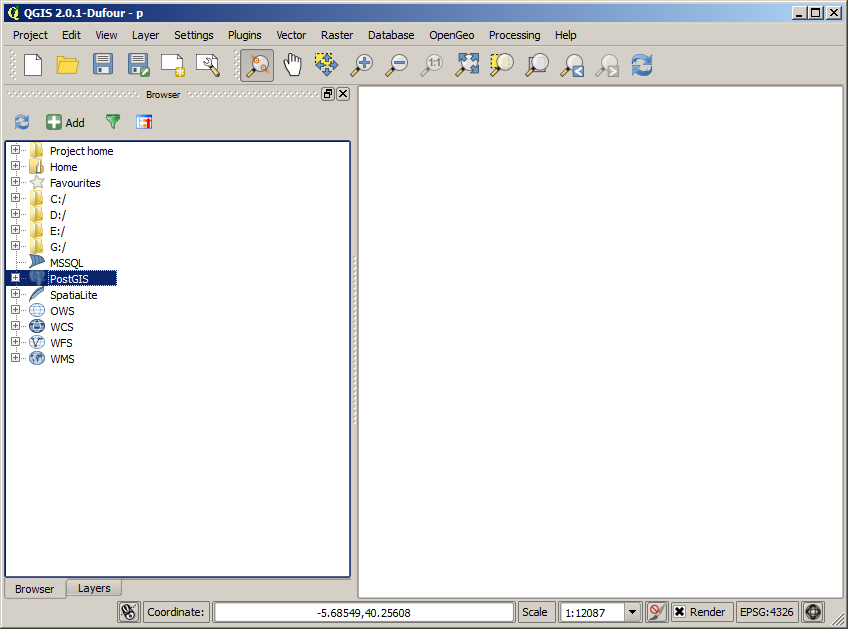 QGIS 2.0.1-Dufour - p
Project Edit View Layer Settings Plugins Vector Raster Database OpenGeo Processing Help
1:1
Browser
Add
Project home
Home
Favourites
C:/
D:/
E:/
G:/
MSSQL
PostGIS
SpatiaLite
OWS
WCS
WFS
WMS
Browser Layers
Coordinate: -5.68549,40.25608 Scale 1:12087 Render EPSG:4326